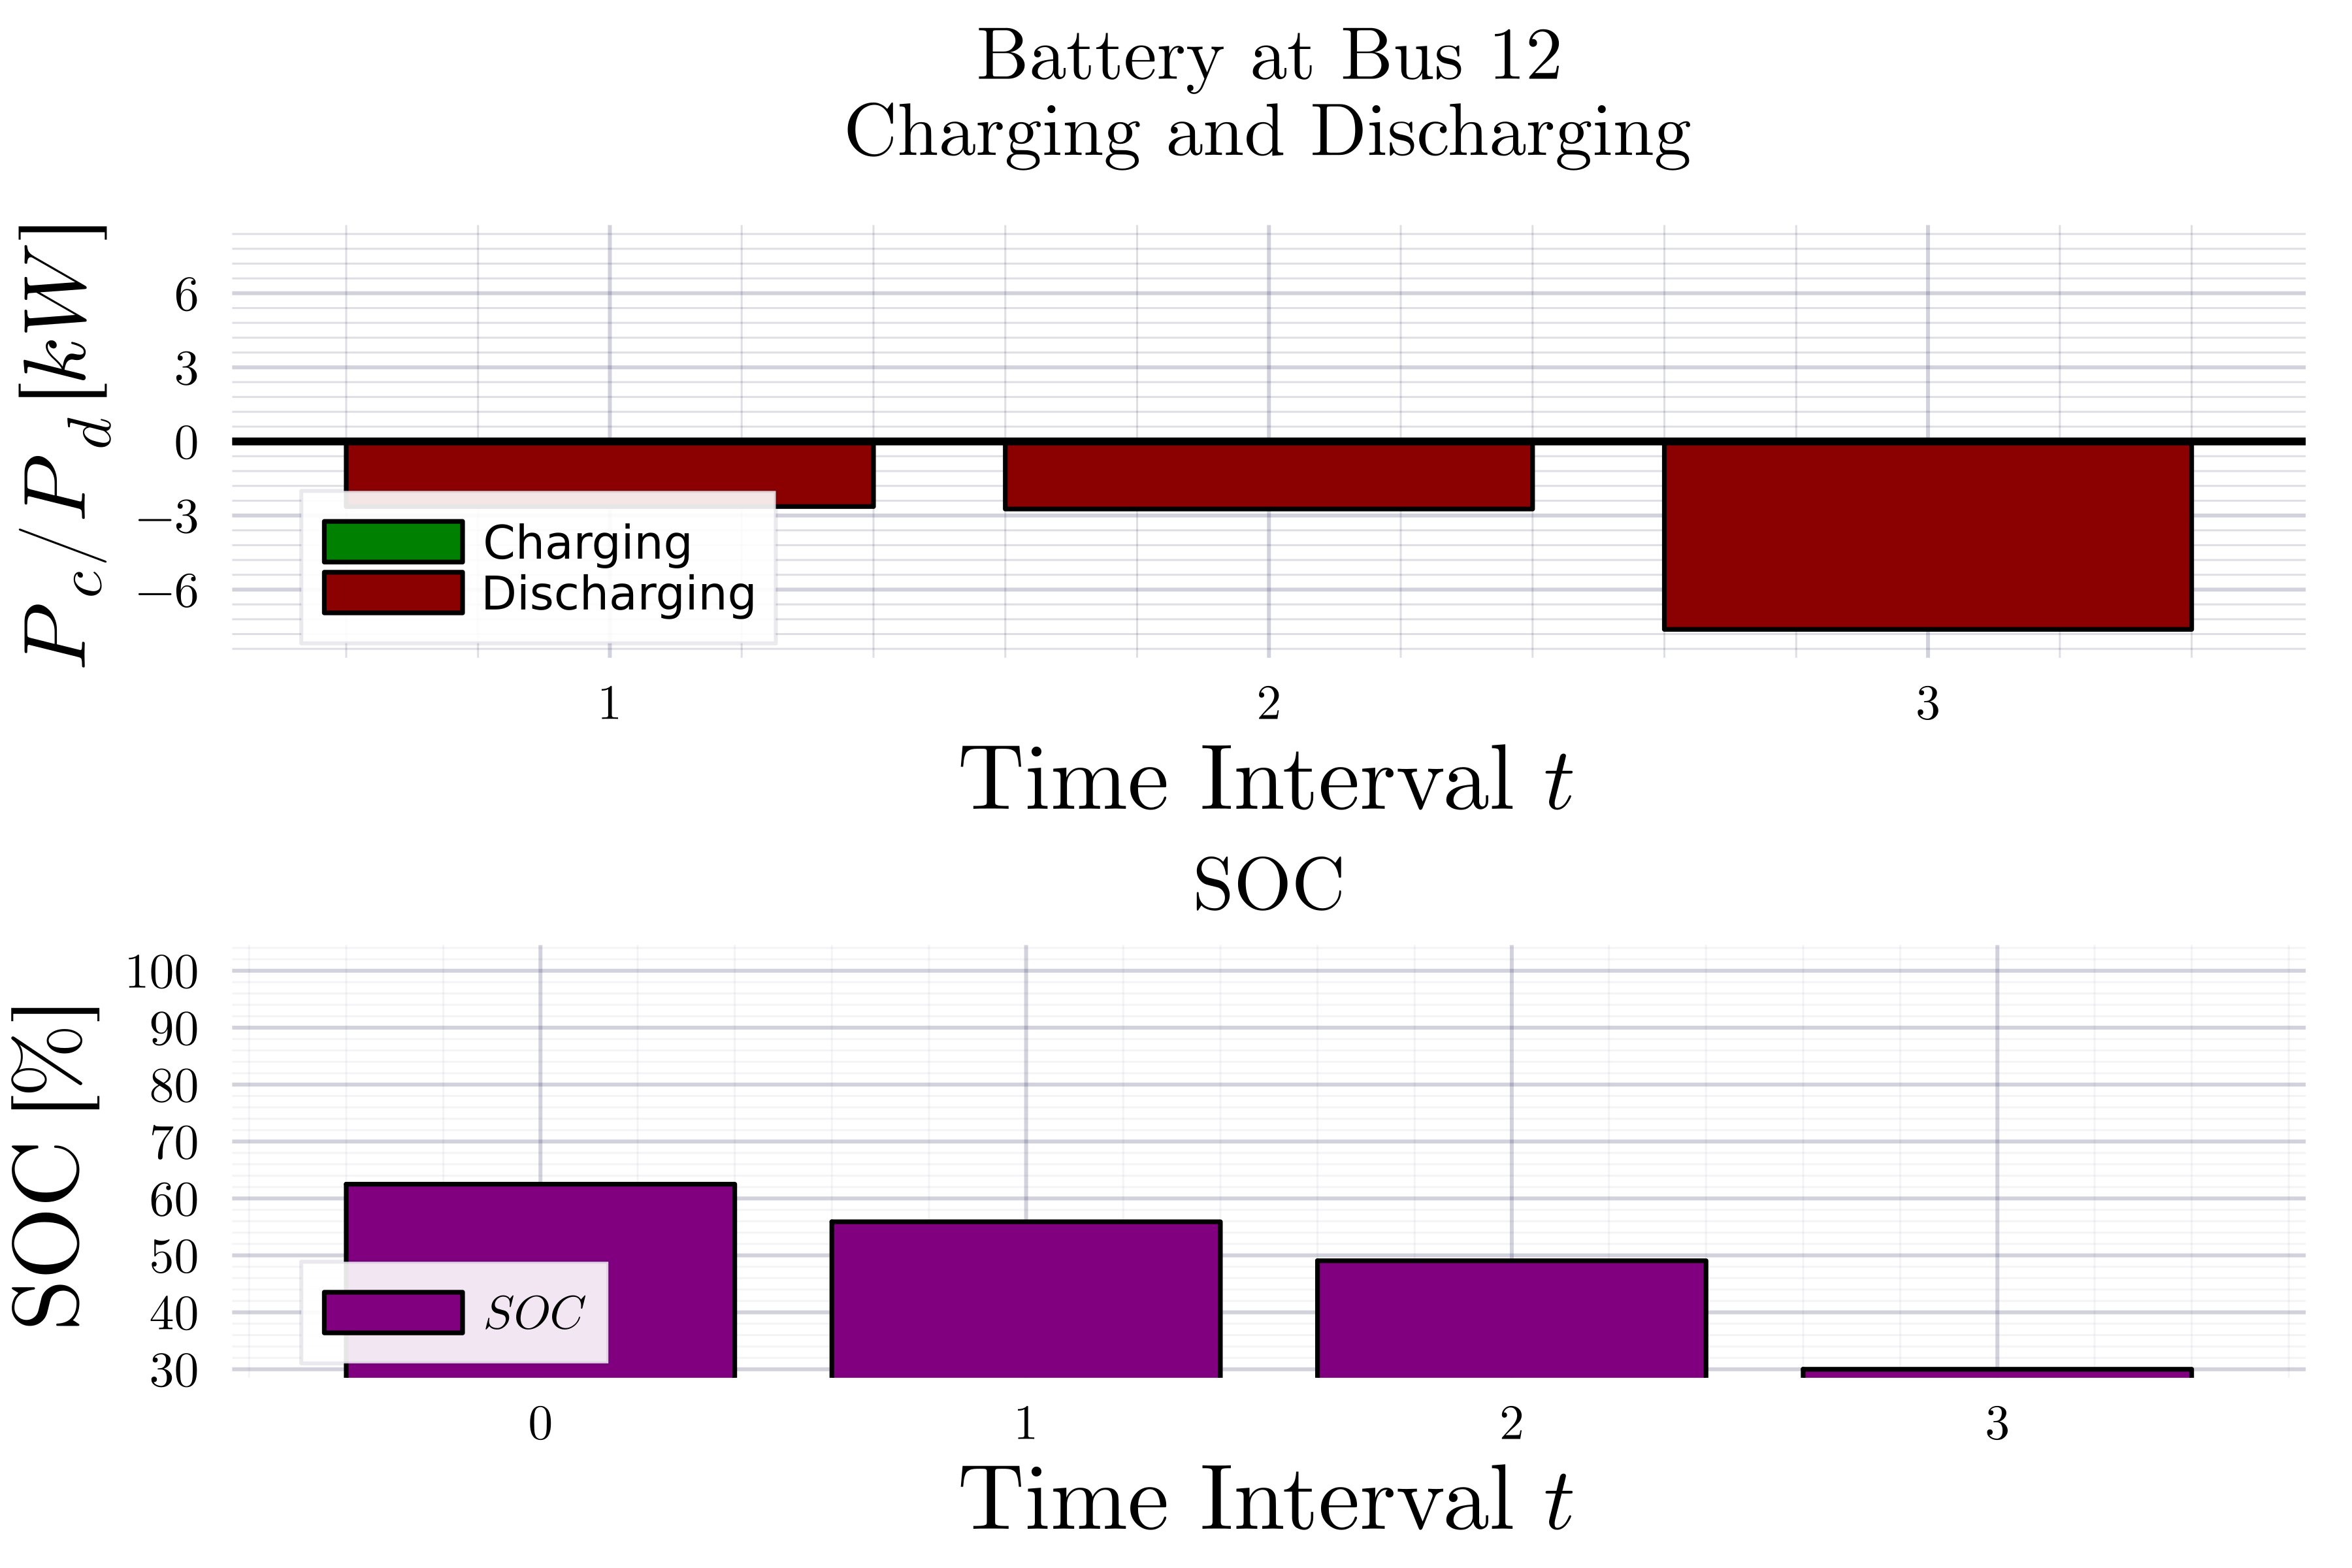 Battery at Bus 12
Charging and Discharging
P_c/P_d [kW]
6
3
0
−3
−6
Charging
Discharging
1 2 3
Time Interval t
SOC
SOC [%]
100
90
80
70
60
50
40
30
SOC
0 1 2 3
Time Interval t